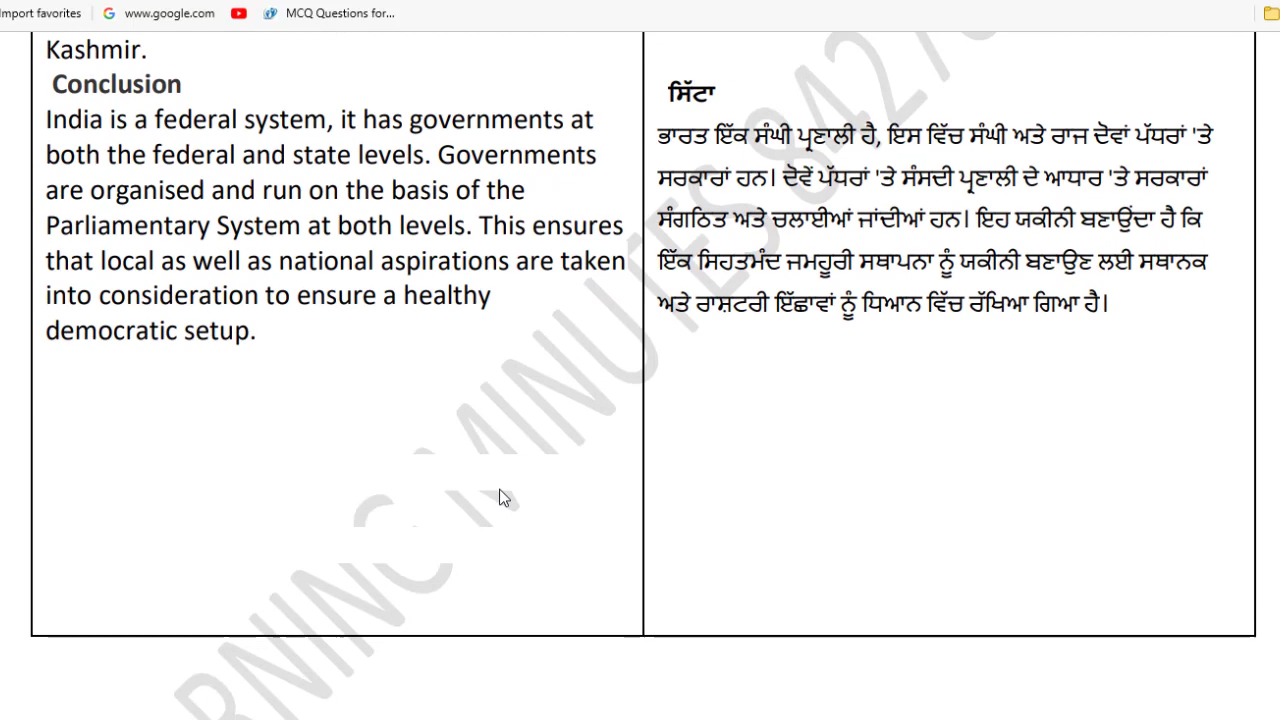 Import favorites
www.google.com
MCQ Questions for...
Kashmir.
Conclusion
India is a federal system, it has governments at
both the federal and state levels. Governments
are organised and run on the basis of the
Parliamentary System at both levels. This ensures
that local as well as national aspirations are taken
into consideration to ensure a healthy
democratic setup.
ਸਿੱਟਾ
ਭਾਰਤ ਇੱਕ ਸੰਘੀ ਪ੍ਰਣਾਲੀ ਹੈ, ਇਸ ਵਿੱਚ ਸੰਘੀ ਅਤੇ ਰਾਜ ਦੋਵਾਂ ਪੱਧਰਾਂ 'ਤੇ
ਸਰਕਾਰਾਂ ਹਨ। ਦੋਵੇਂ ਪੱਧਰਾਂ 'ਤੇ ਸੰਸਦੀ ਪ੍ਰਣਾਲੀ ਦੇ ਆਧਾਰ 'ਤੇ ਸਰਕਾਰਾਂ
ਸੰਗਠਿਤ ਅਤੇ ਚਲਾਈਆਂ ਜਾਂਦੀਆਂ ਹਨ। ਇਹ ਯਕੀਨੀ ਬਣਾਉਂਦਾ ਹੈ ਕਿ
ਇੱਕ ਸਿਹਤਮੰਦ ਜਮਹੂਰੀ ਸਥਾਪਨਾ ਨੂੰ ਯਕੀਨੀ ਬਣਾਉਣ ਲਈ ਸਥਾਨਕ
ਅਤੇ ਰਾਸ਼ਟਰੀ ਇੱਛਾਵਾਂ ਨੂੰ ਧਿਆਨ ਵਿੱਚ ਰੱਖਿਆ ਗਿਆ ਹੈ।
MINUTES